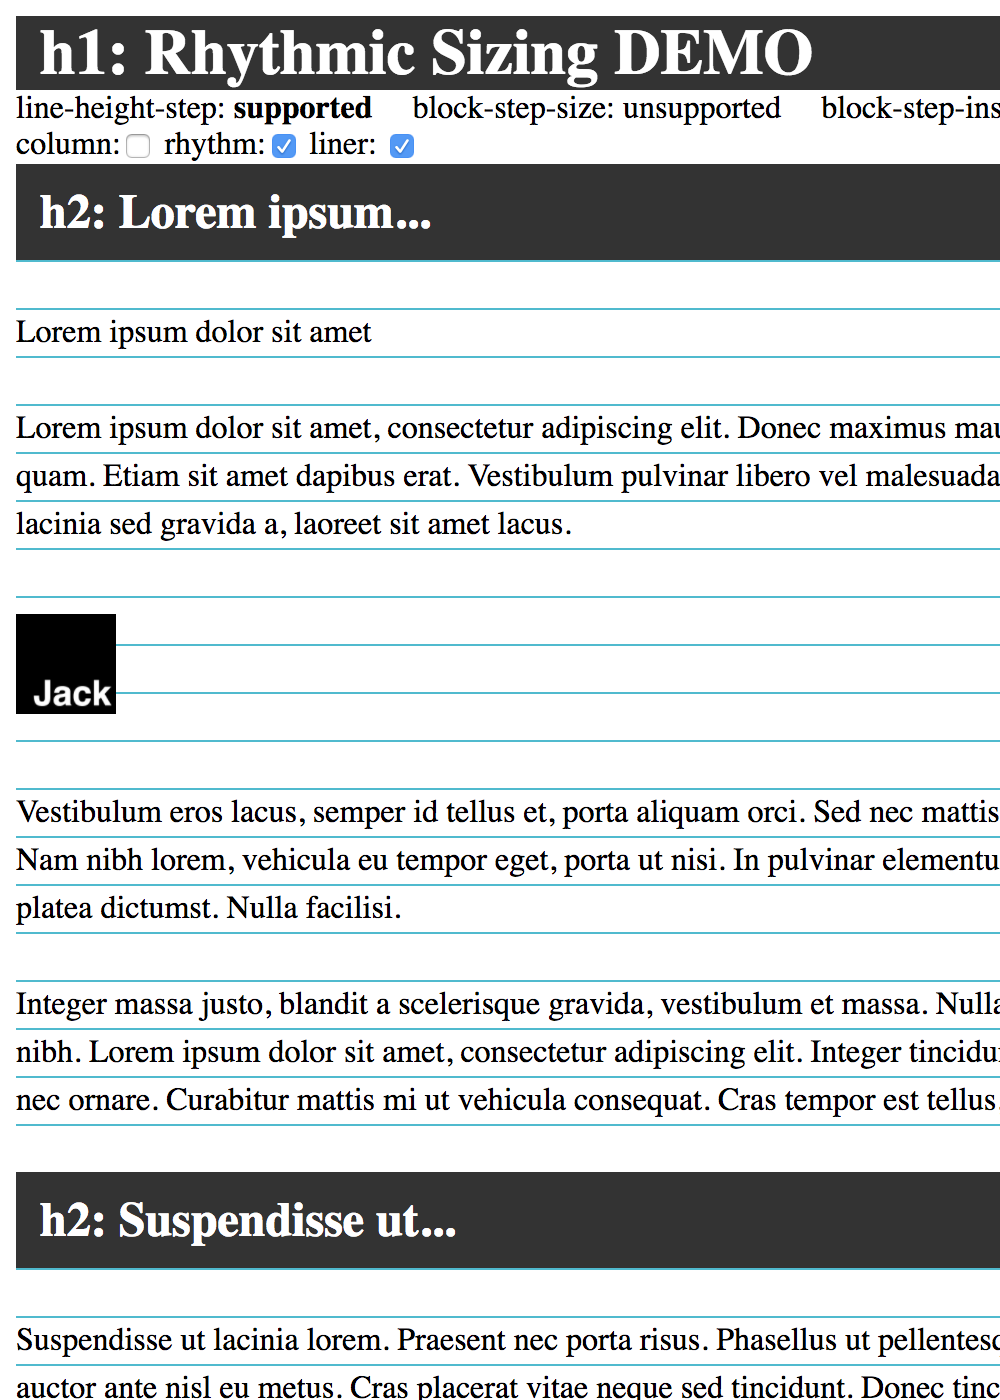 h1: Rhythmic Sizing DEMO
line-height-step: supported block-step-size: unsupported block-step-ins
column: rhythm: liner:
h2: Lorem ipsum...
Lorem ipsum dolor sit amet
Lorem ipsum dolor sit amet, consectetur adipiscing elit. Donec maximus mau
quam. Etiam sit amet dapibus erat. Vestibulum pulvinar libero vel malesuada
lacinia sed gravida a, laoreet sit amet lacus.
Jack
Vestibulum eros lacus, semper id tellus et, porta aliquam orci. Sed nec mattis
Nam nibh lorem, vehicula eu tempor eget, porta ut nisi. In pulvinar elementu
platea dictumst. Nulla facilisi.
Integer massa justo, blandit a scelerisque gravida, vestibulum et massa. Nulla
nibh. Lorem ipsum dolor sit amet, consectetur adipiscing elit. Integer tincidu
nec ornare. Curabitur mattis mi ut vehicula consequat. Cras tempor est tellus.
h2: Suspendisse ut...
Suspendisse ut lacinia lorem. Praesent nec porta risus. Phasellus ut pellentesc
auctor ante nisl eu metus. Cras placerat vitae neque sed tincidunt. Donec tinc